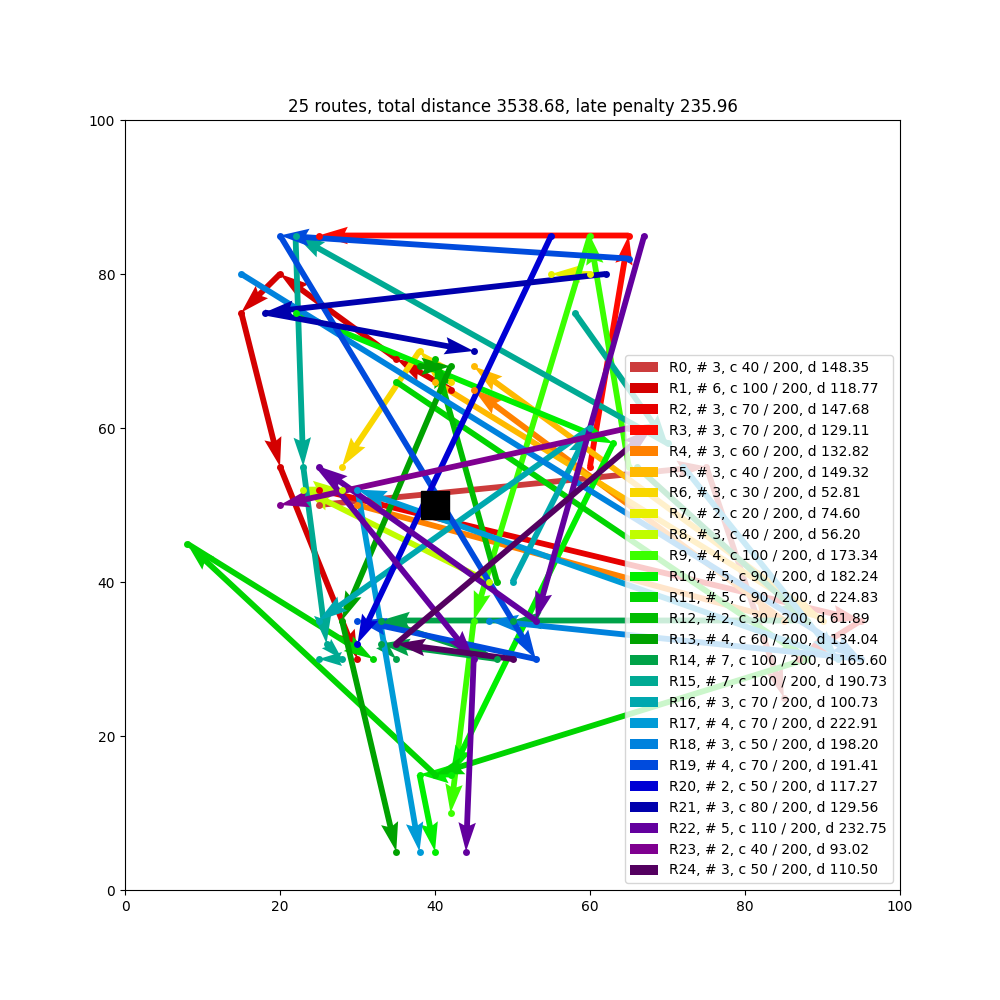 25 routes, total distance 3538.68, late penalty 235.96
100
80
60
40
20
0
0 20 40 60 80 100
R0, # 3, c 40 / 200, d 148.35
R1, # 6, c 100 / 200, d 118.77
R2, # 3, c 70 / 200, d 147.68
R3, # 3, c 70 / 200, d 129.11
R4, # 3, c 60 / 200, d 132.82
R5, # 3, c 40 / 200, d 149.32
R6, # 3, c 30 / 200, d 52.81
R7, # 2, c 20 / 200, d 74.60
R8, # 3, c 40 / 200, d 56.20
R9, # 4, c 100 / 200, d 173.34
R10, # 5, c 90 / 200, d 182.24
R11, # 5, c 90 / 200, d 224.83
R12, # 2, c 30 / 200, d 61.89
R13, # 4, c 60 / 200, d 134.04
R14, # 7, c 100 / 200, d 165.60
R15, # 7, c 100 / 200, d 190.73
R16, # 3, c 70 / 200, d 100.73
R17, # 4, c 70 / 200, d 222.91
R18, # 3, c 50 / 200, d 198.20
R19, # 4, c 70 / 200, d 191.41
R20, # 2, c 50 / 200, d 117.27
R21, # 3, c 80 / 200, d 129.56
R22, # 5, c 110 / 200, d 232.75
R23, # 2, c 40 / 200, d 93.02
R24, # 3, c 50 / 200, d 110.50